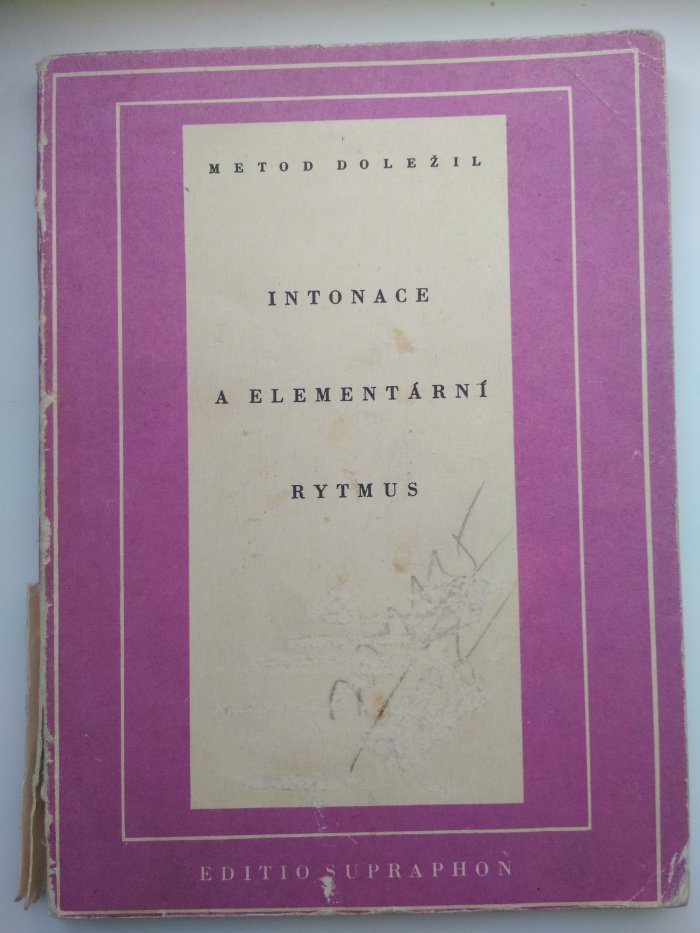 METOD DOLEŽIL
INTONACE
A ELEMENTÁRNÍ
RYTMUS
EDITIO SUPRAPHON